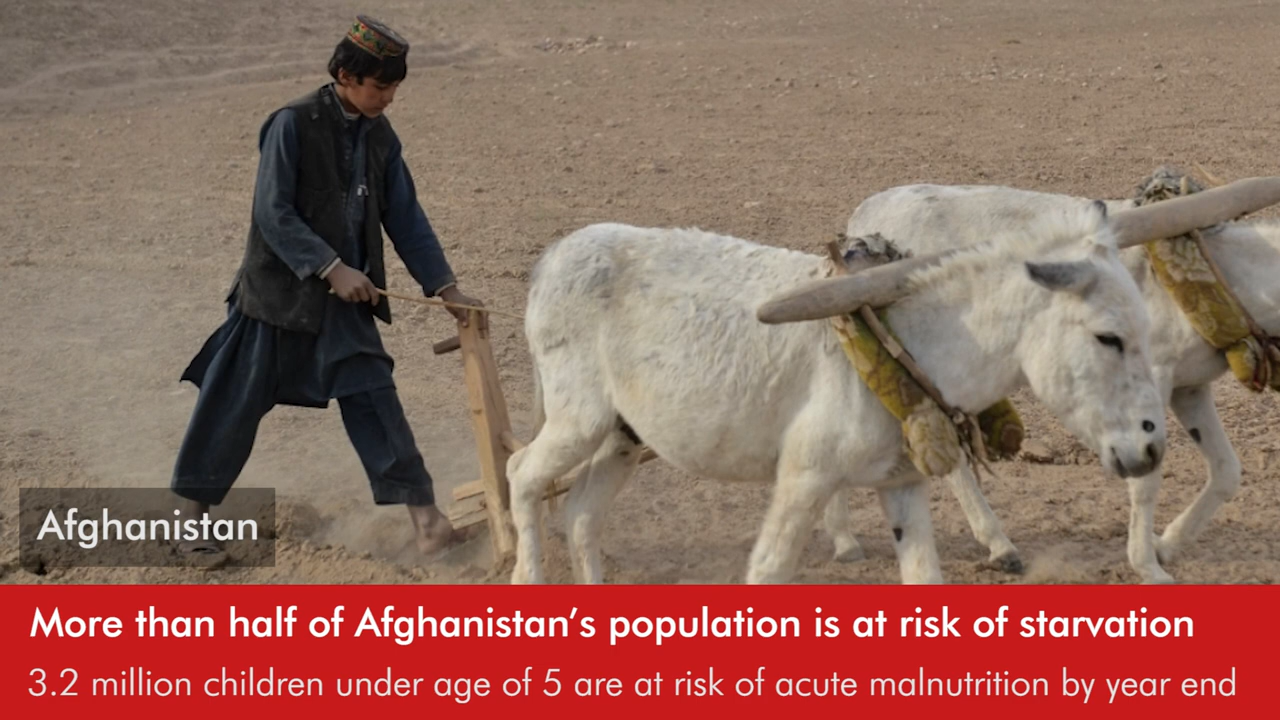 Afghanistan
More than half of Afghanistan’s population is at risk of starvation
3.2 million children under age of 5 are at risk of acute malnutrition by year end